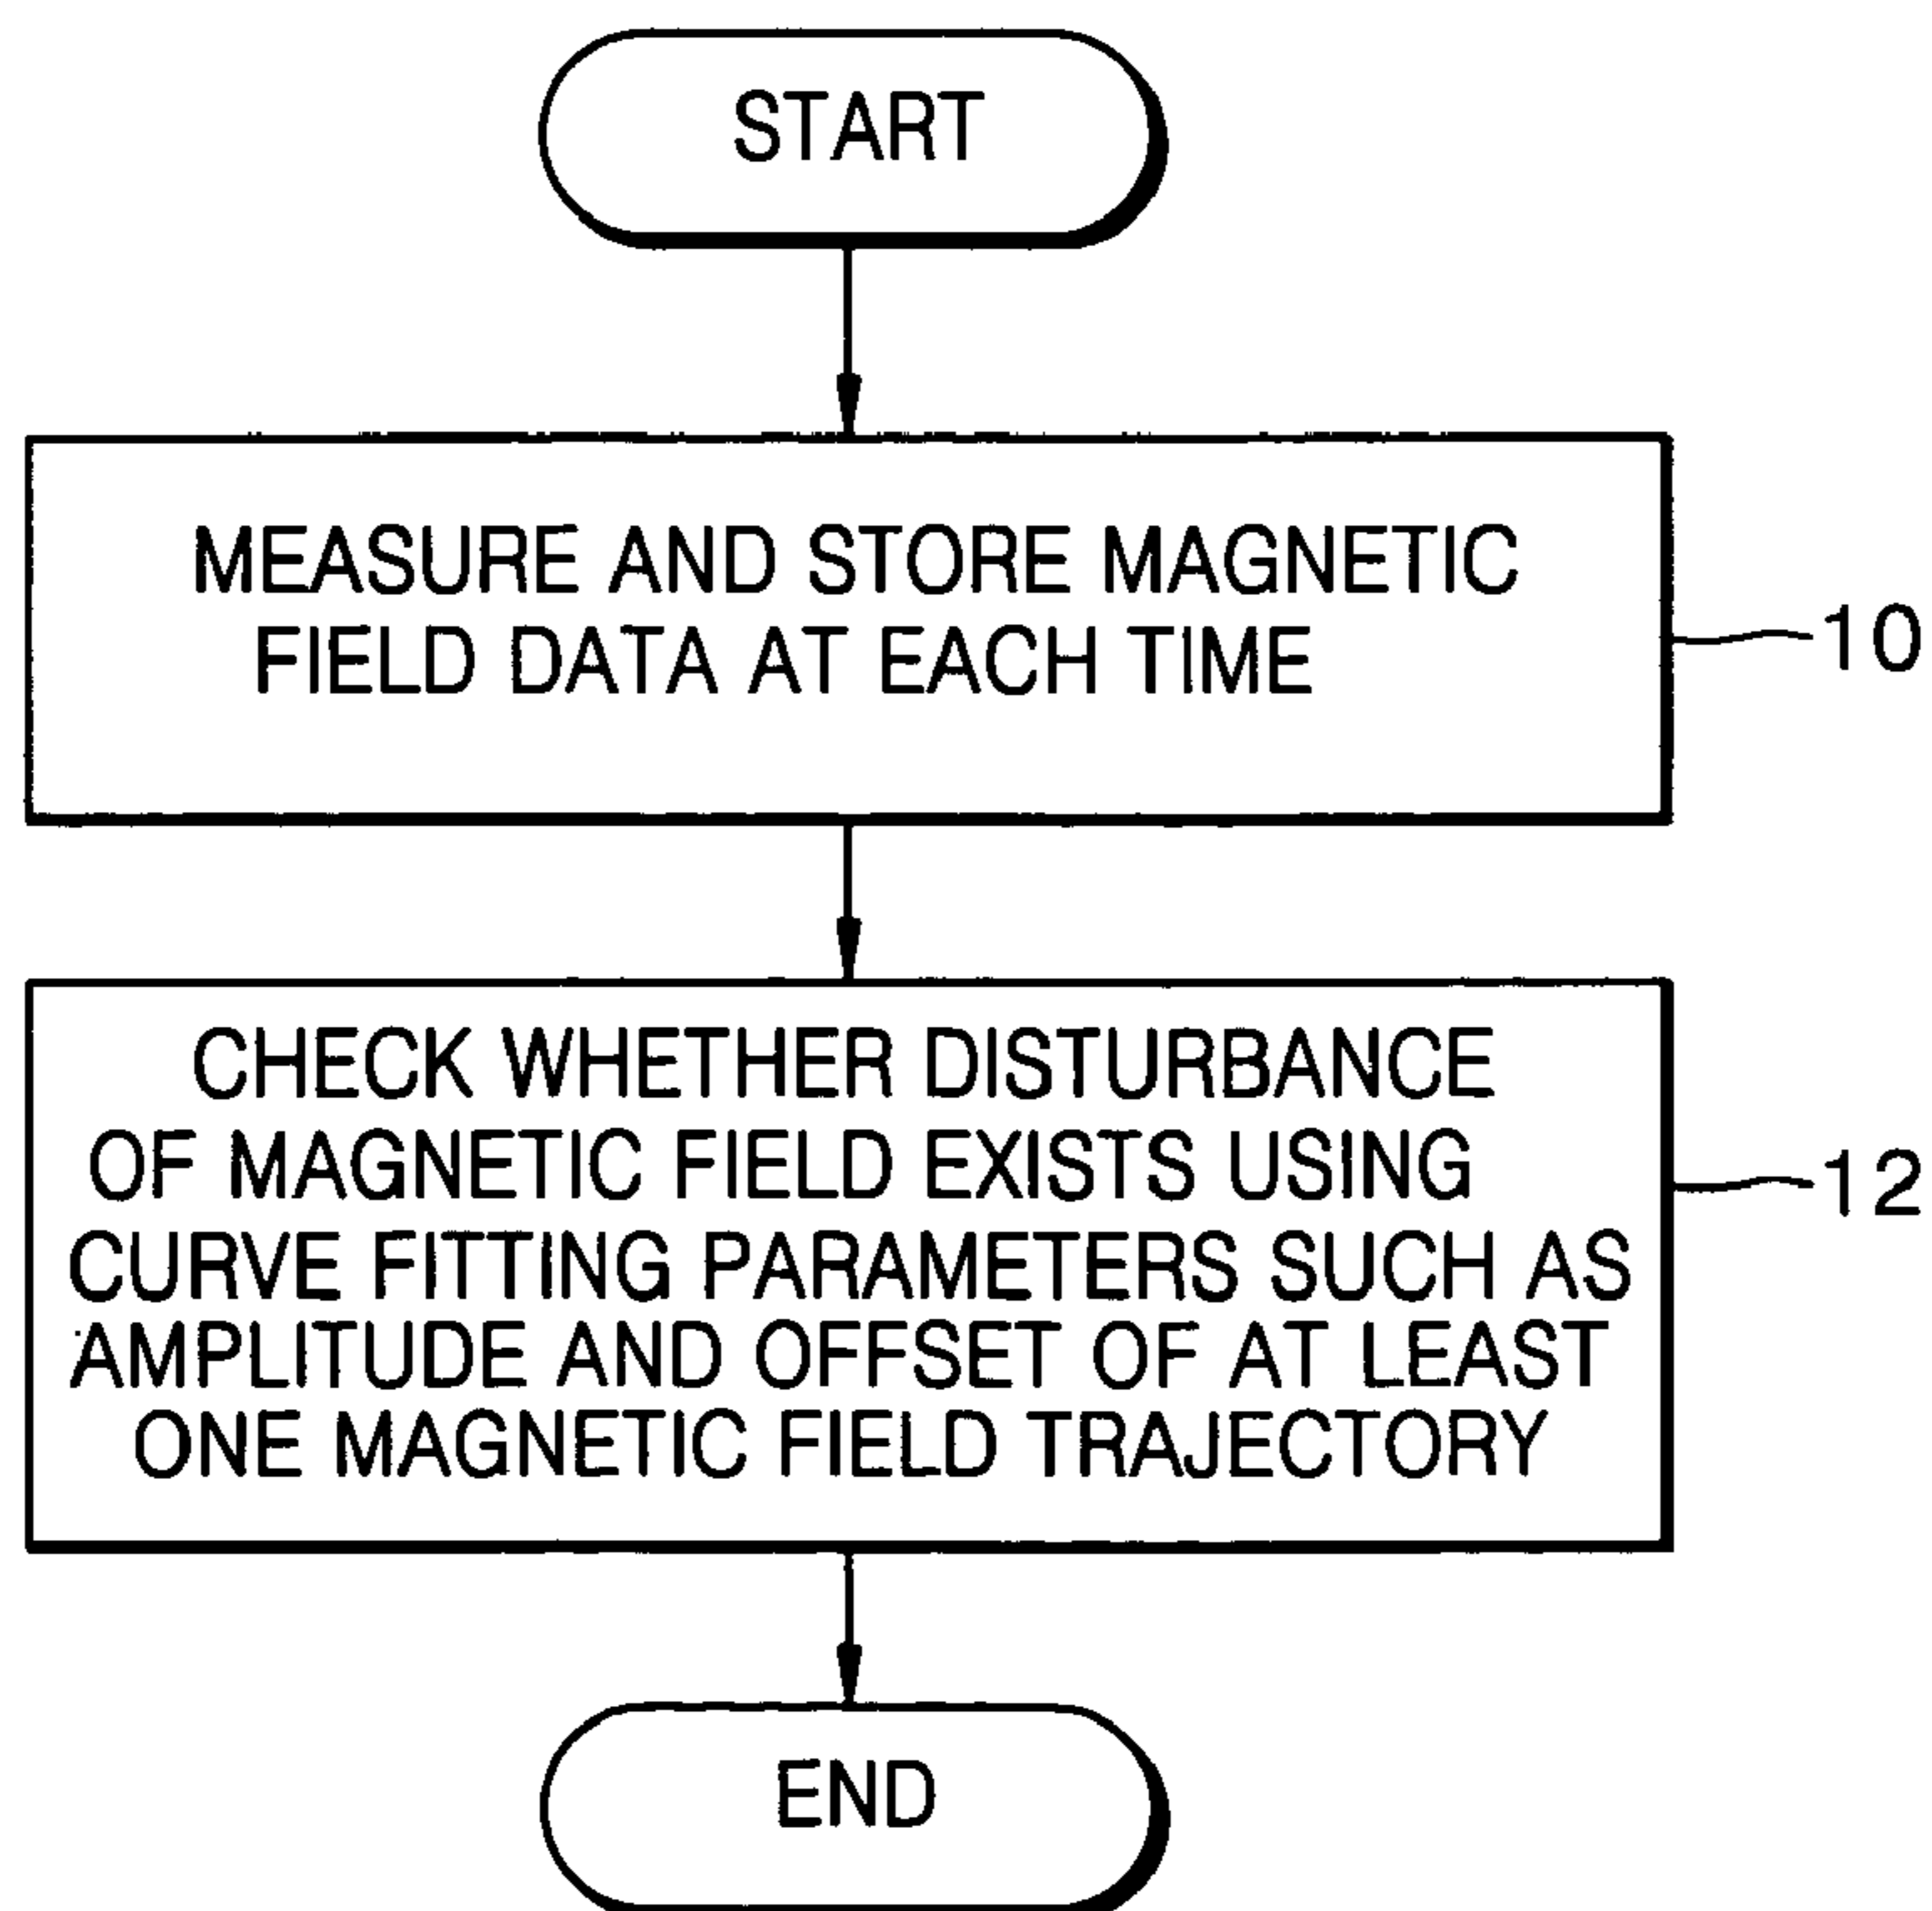 START
MEASURE AND STORE MAGNETIC
FIELD DATA AT EACH TIME
10
CHECK WHETHER DISTURBANCE
OF MAGNETIC FIELD EXISTS USING
CURVE FITTING PARAMETERS SUCH AS
AMPLITUDE AND OFFSET OF AT LEAST
ONE MAGNETIC FIELD TRAJECTORY
12
END